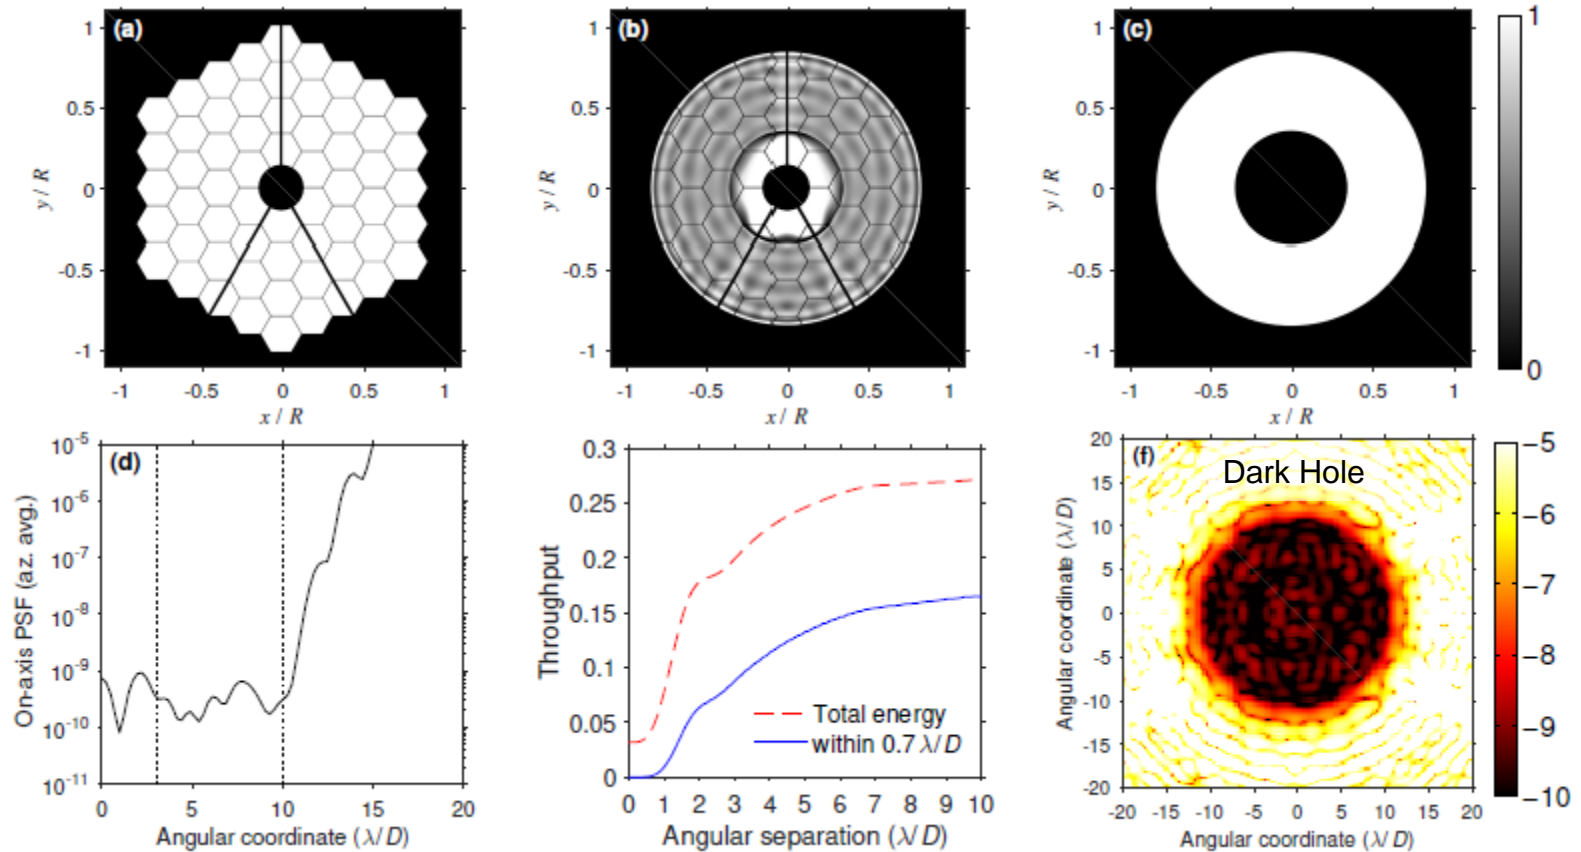 (a)
1
0.5
0
-0.5
-1
y / R
-1 -0.5 0 0.5 1
x / R
(b)
1
0.5
0
-0.5
-1
y / R
-1 -0.5 0 0.5 1
x / R
(c)
1
0.5
0
-0.5
-1
y / R
-1 -0.5 0 0.5 1
x / R
1
0
(d)
10^-5
10^-6
10^-7
10^-8
10^-9
10^-10
10^-11
On-axis PSF (az. avg.)
0 5 10 15 20
Angular coordinate (λ/D)
0.3
0.25
0.2
0.15
0.1
0.05
0
Throughput
Total energy
within 0.7 λ/D
0 1 2 3 4 5 6 7 8 9 10
Angular separation (λ/D)
(f)
Dark Hole
20
15
10
5
0
-5
-10
-15
-20
Angular coordinate (λ/D)
-20 -15 -10 -5 0 5 10 15 20
Angular coordinate (λ/D)
-5
-6
-7
-8
-9
-10